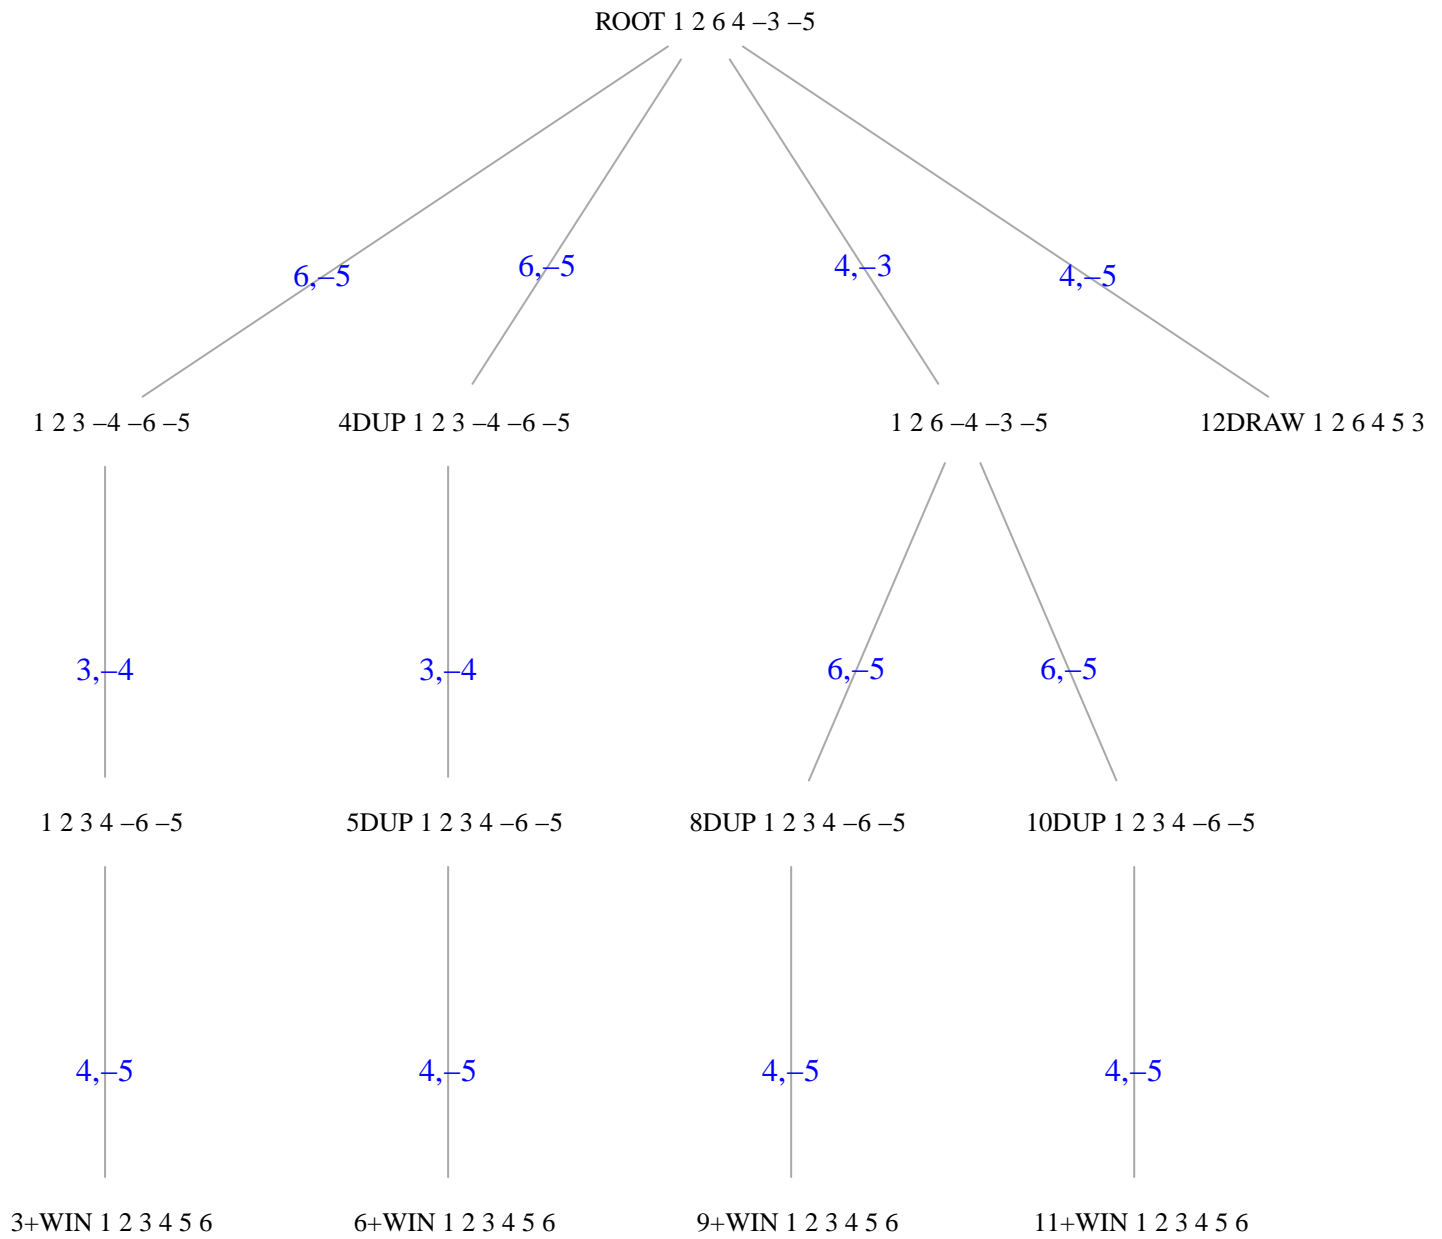 ROOT 1 2 6 4 −3 −5
6,−5
6,−5
4,−3
4,−5
1 2 3 −4 −6 −5
4DUP 1 2 3 −4 −6 −5
1 2 6 −4 −3 −5
12DRAW 1 2 6 4 5 3
3,−4
3,−4
6,−5
6,−5
1 2 3 4 −6 −5
5DUP 1 2 3 4 −6 −5
8DUP 1 2 3 4 −6 −5
10DUP 1 2 3 4 −6 −5
4,−5
4,−5
4,−5
4,−5
3+WIN 1 2 3 4 5 6
6+WIN 1 2 3 4 5 6
9+WIN 1 2 3 4 5 6
11+WIN 1 2 3 4 5 6